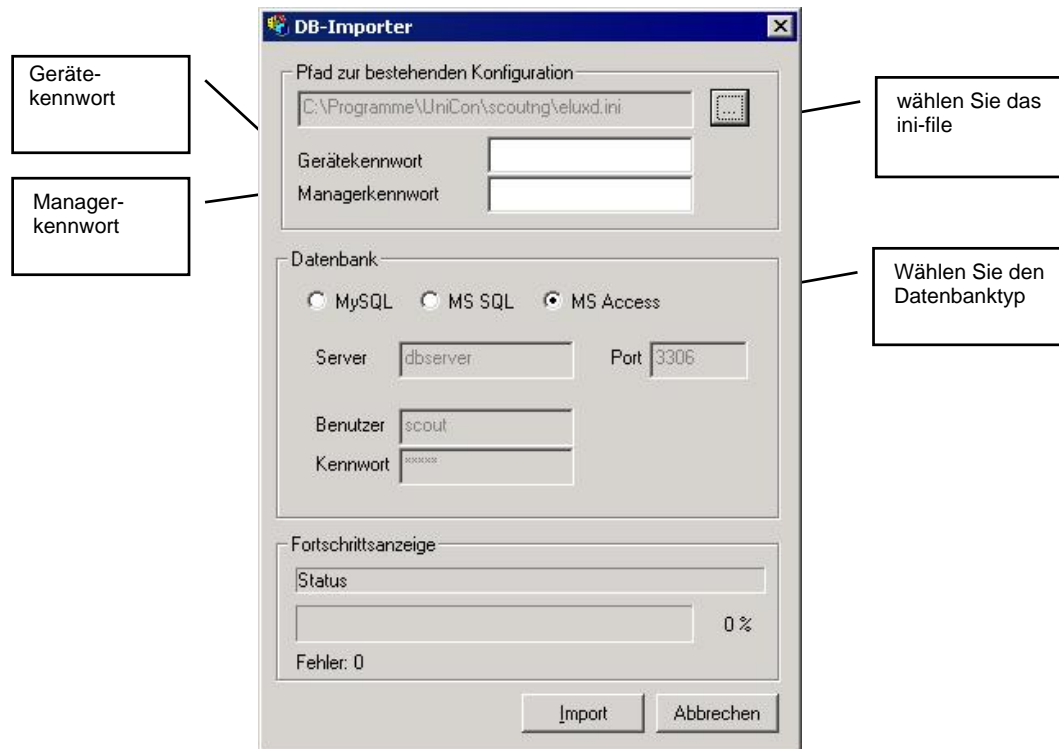 DB-Importer
Geräte-
kennwort
Manager-
kennwort
Pfad zur bestehenden Konfiguration
C:\Programme\UniCon\scoutng\eluxd.ini
...
Gerätekennwort
Managerkennwort
wählen Sie das
ini-file
Datenbank
MySQL MS SQL MS Access
Wählen Sie den
Datenbanktyp
Server dbserver Port 3306
Benutzer scout
Kennwort *****
Fortschrittsanzeige
Status
0 %
Fehler: 0
Import Abbrechen